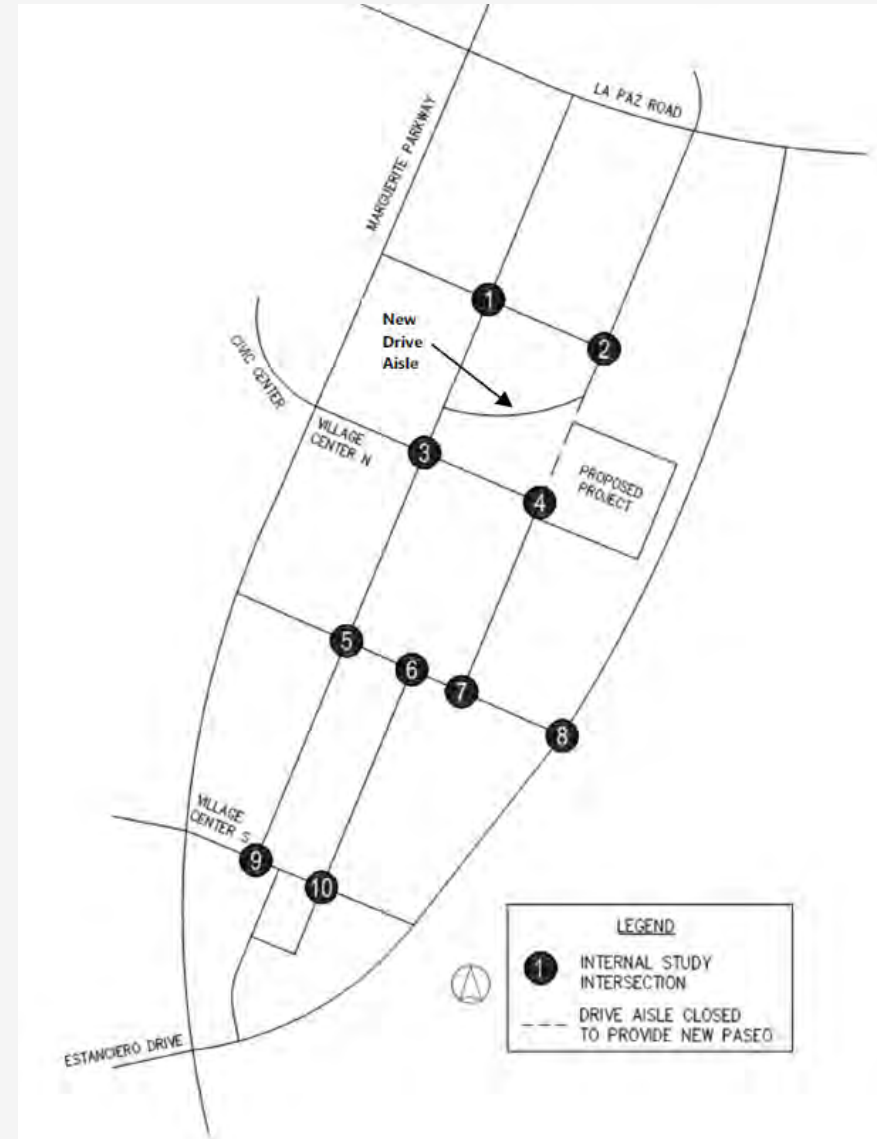 LA PAZ ROAD
MARGUERITE PARKWAY
1
New
Drive
Aisle
2
CIVIC CENTER
VILLAGE
CENTER N
3
PROPOSED
PROJECT
4
5
6
7
8
VILLAGE
CENTER S
9
10
LEGEND
1
INTERNAL STUDY
INTERSECTION
DRIVE AISLE CLOSED
TO PROVIDE NEW PASEO
ESTANCIERO DRIVE